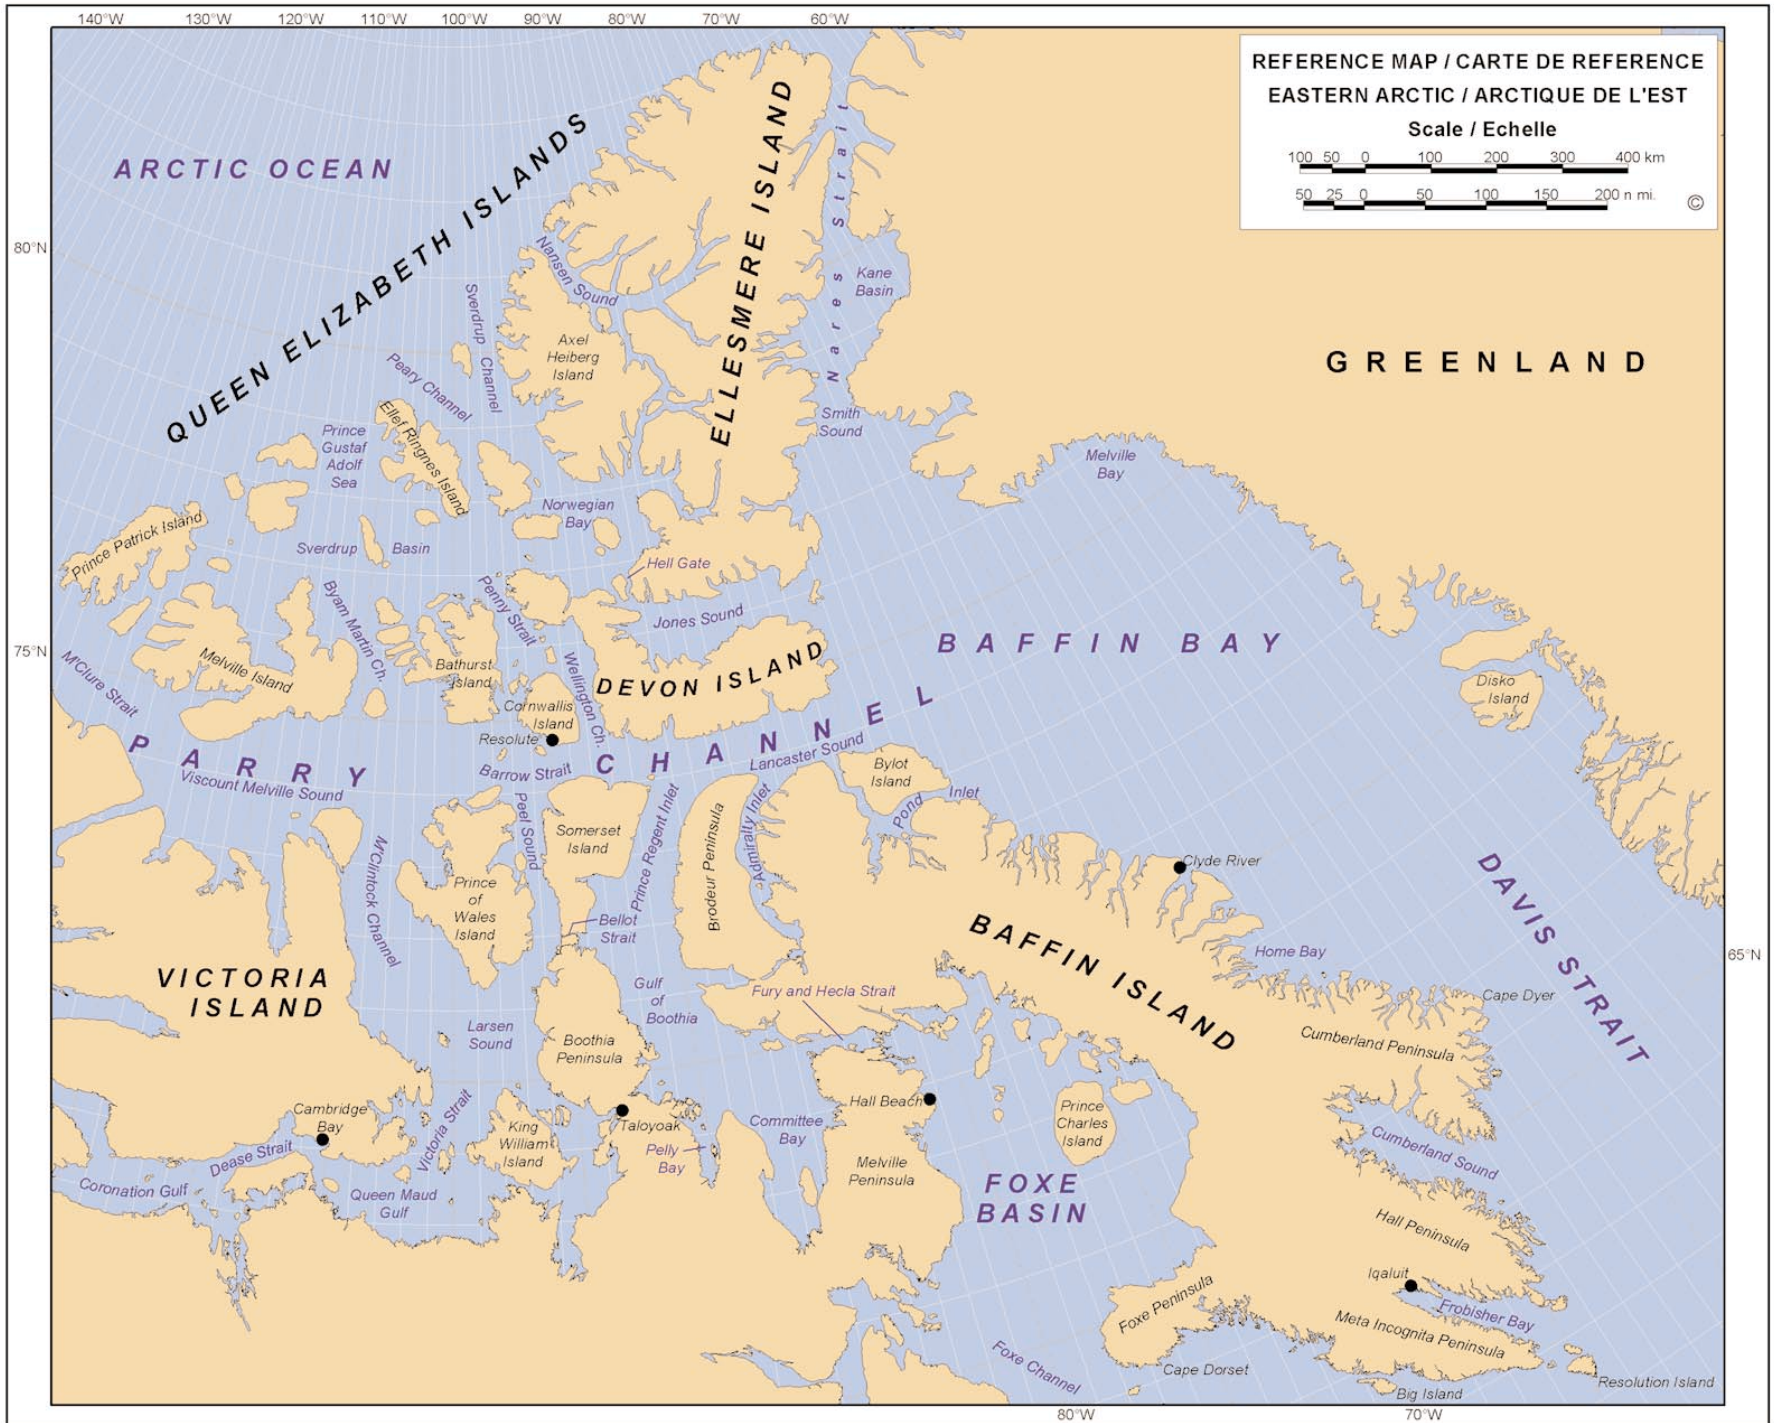 140°W 130°W 120°W 110°W 100°W 90°W 80°W 70°W 60°W
REFERENCE MAP / CARTE DE REFERENCE
EASTERN ARCTIC / ARCTIQUE DE L'EST
Scale / Echelle
100 50 0 100 200 300 400 km
50 25 0 50 100 150 200 n mi.
©
ARCTIC OCEAN
QUEEN ELIZABETH ISLANDS
ELLESMERE ISLAND
Nares Strait
80°N
Nansen Sound
Kane
Basin
Sverdrup Channel
Axel
Heiberg
Island
GREENLAND
Peary Channel
Ellef Ringnes Island
Smith
Sound
Prince
Gustaf
Adolf
Sea
Melville
Bay
Norwegian
Bay
Prince Patrick Island
Sverdrup Basin
Hell Gate
Byam Martin Ch.
Penny Strait
Jones Sound
BAFFIN BAY
75°N
M'Clure Strait
Melville Island
Bathurst
Island
Wellington Ch.
DEVON ISLAND
Disko
Island
Cornwallis
Island
Resolute
PARRY CHANNEL
Lancaster Sound
Viscount Melville Sound
Barrow Strait
Bylot
Island
Pond Inlet
Peel Sound
Somerset
Island
Prince Regent Inlet
Brodeur Peninsula
Admiralty Inlet
M'Clintock Channel
Clyde River
DAVIS STRAIT
Prince
of
Wales
Island
Bellot
Strait
BAFFIN ISLAND
Home Bay
65°N
VICTORIA
ISLAND
Gulf
of
Boothia
Fury and Hecla Strait
Cape Dyer
Larsen
Sound
Boothia
Peninsula
Cumberland Peninsula
Cambridge
Bay
Victoria Strait
King
William
Island
Taloyoak
Pelly
Bay
Committee
Bay
Hall Beach
Prince
Charles
Island
Dease Strait
Cumberland Sound
Coronation Gulf
Queen Maud
Gulf
Melville
Peninsula
FOXE
BASIN
Hall Peninsula
Iqaluit
Frobisher Bay
Foxe Peninsula
Meta Incognita Peninsula
Foxe Channel
Cape Dorset
Big Island
Resolution Island
80°W 70°W